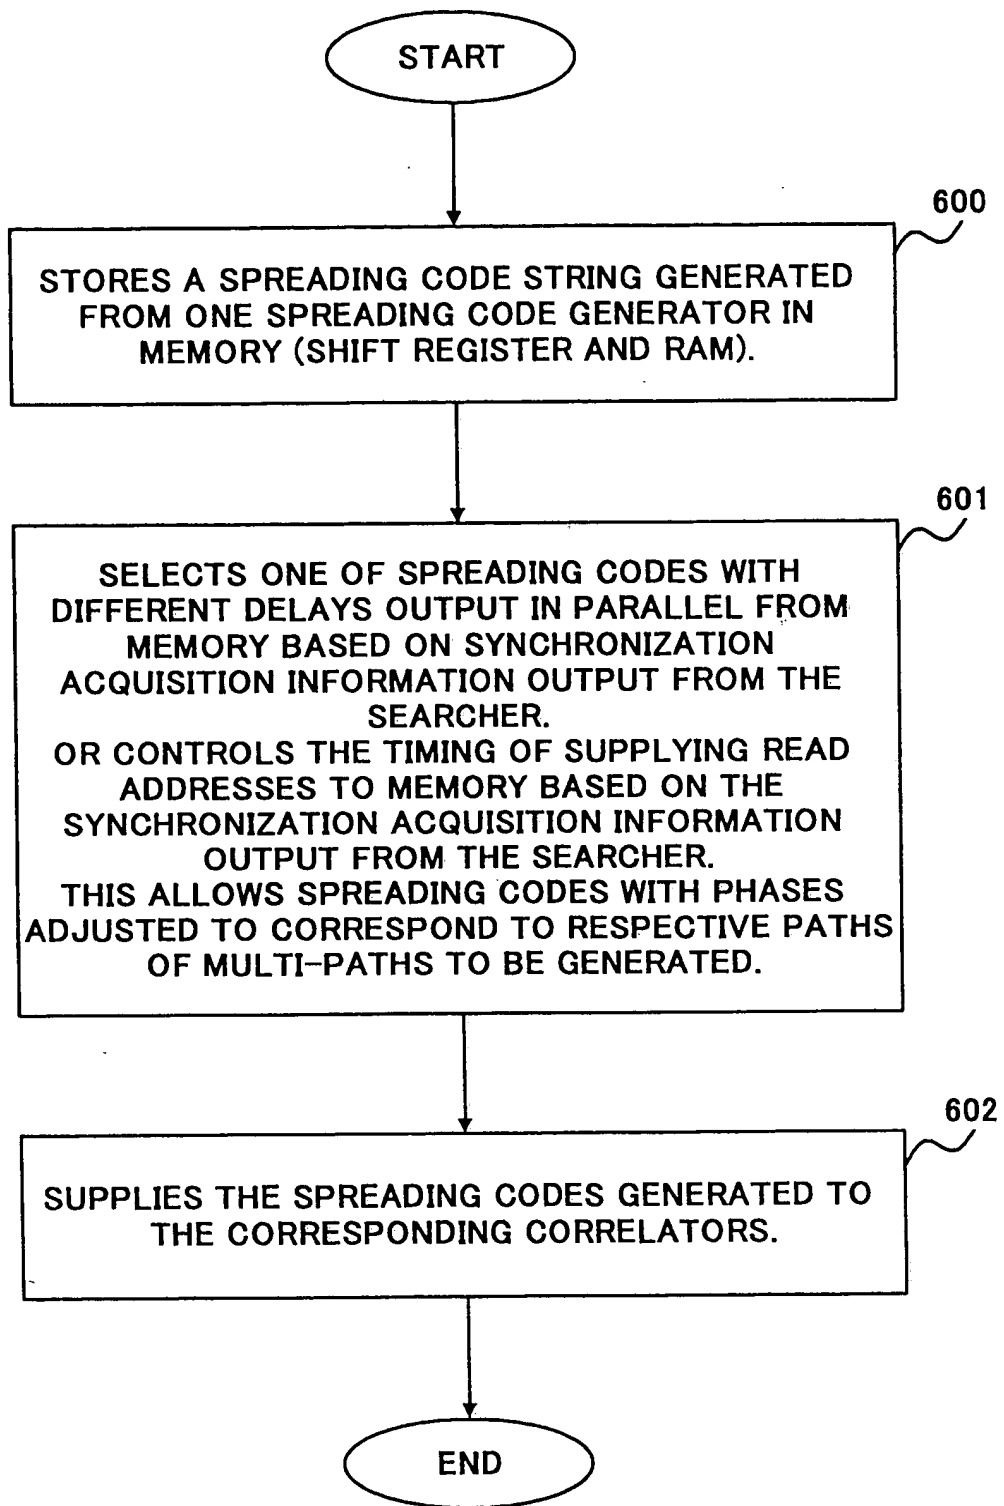 START
600
STORES A SPREADING CODE STRING GENERATED
FROM ONE SPREADING CODE GENERATOR IN
MEMORY (SHIFT REGISTER AND RAM).
601
SELECTS ONE OF SPREADING CODES WITH
DIFFERENT DELAYS OUTPUT IN PARALLEL FROM
MEMORY BASED ON SYNCHRONIZATION
ACQUISITION INFORMATION OUTPUT FROM THE
SEARCHER.
OR CONTROLS THE TIMING OF SUPPLYING READ
ADDRESSES TO MEMORY BASED ON THE
SYNCHRONIZATION ACQUISITION INFORMATION
OUTPUT FROM THE SEARCHER.
THIS ALLOWS SPREADING CODES WITH PHASES
ADJUSTED TO CORRESPOND TO RESPECTIVE PATHS
OF MULTI-PATHS TO BE GENERATED.
602
SUPPLIES THE SPREADING CODES GENERATED TO
THE CORRESPONDING CORRELATORS.
END